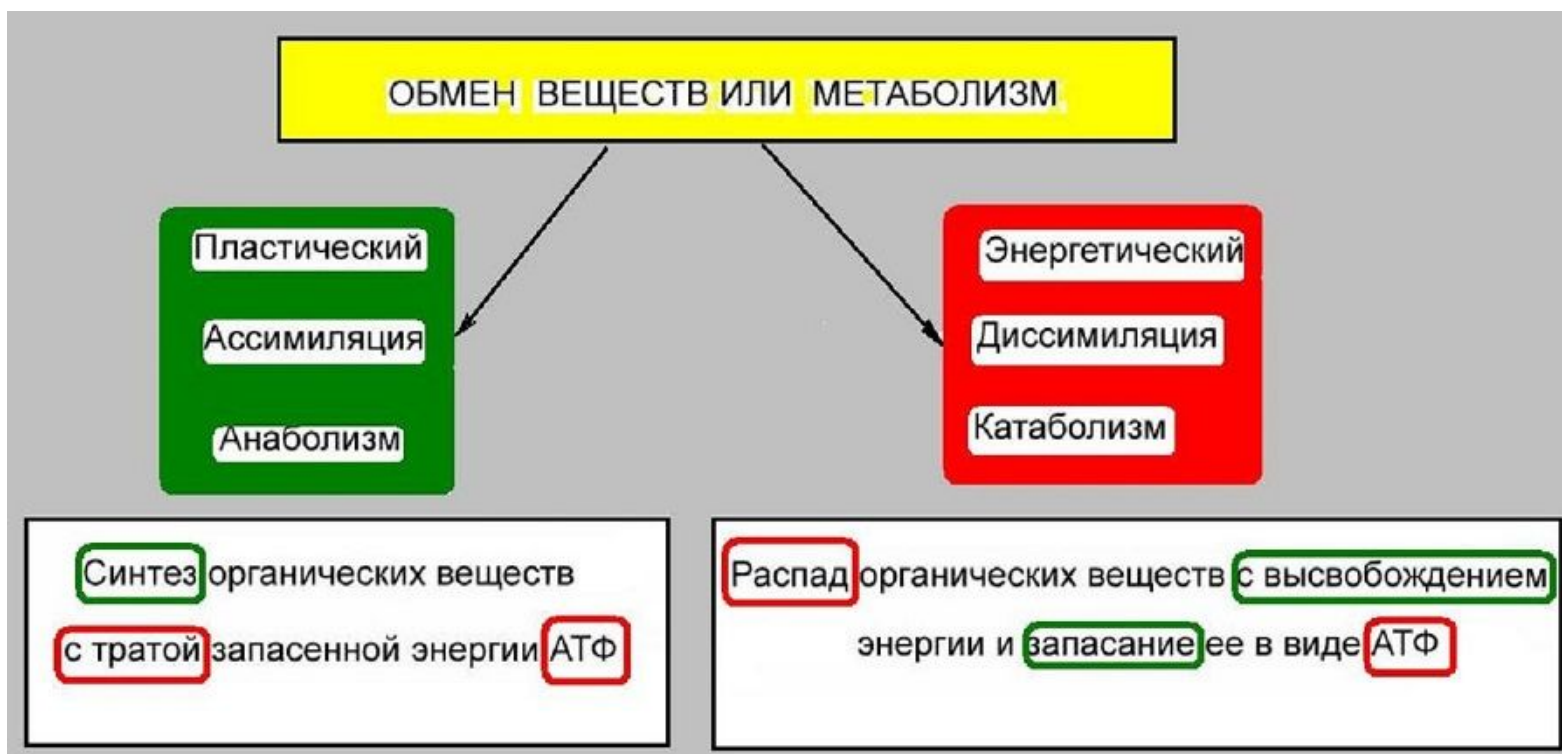 ОБМЕН ВЕЩЕСТВ ИЛИ МЕТАБОЛИЗМ
Пластический
Ассимиляция
Анаболизм
Энергетический
Диссимиляция
Катаболизм
Синтез органических веществ
с тратой запасенной энергии АТФ
Распад органических веществ с высвобождением
энергии и запасание ее в виде АТФ